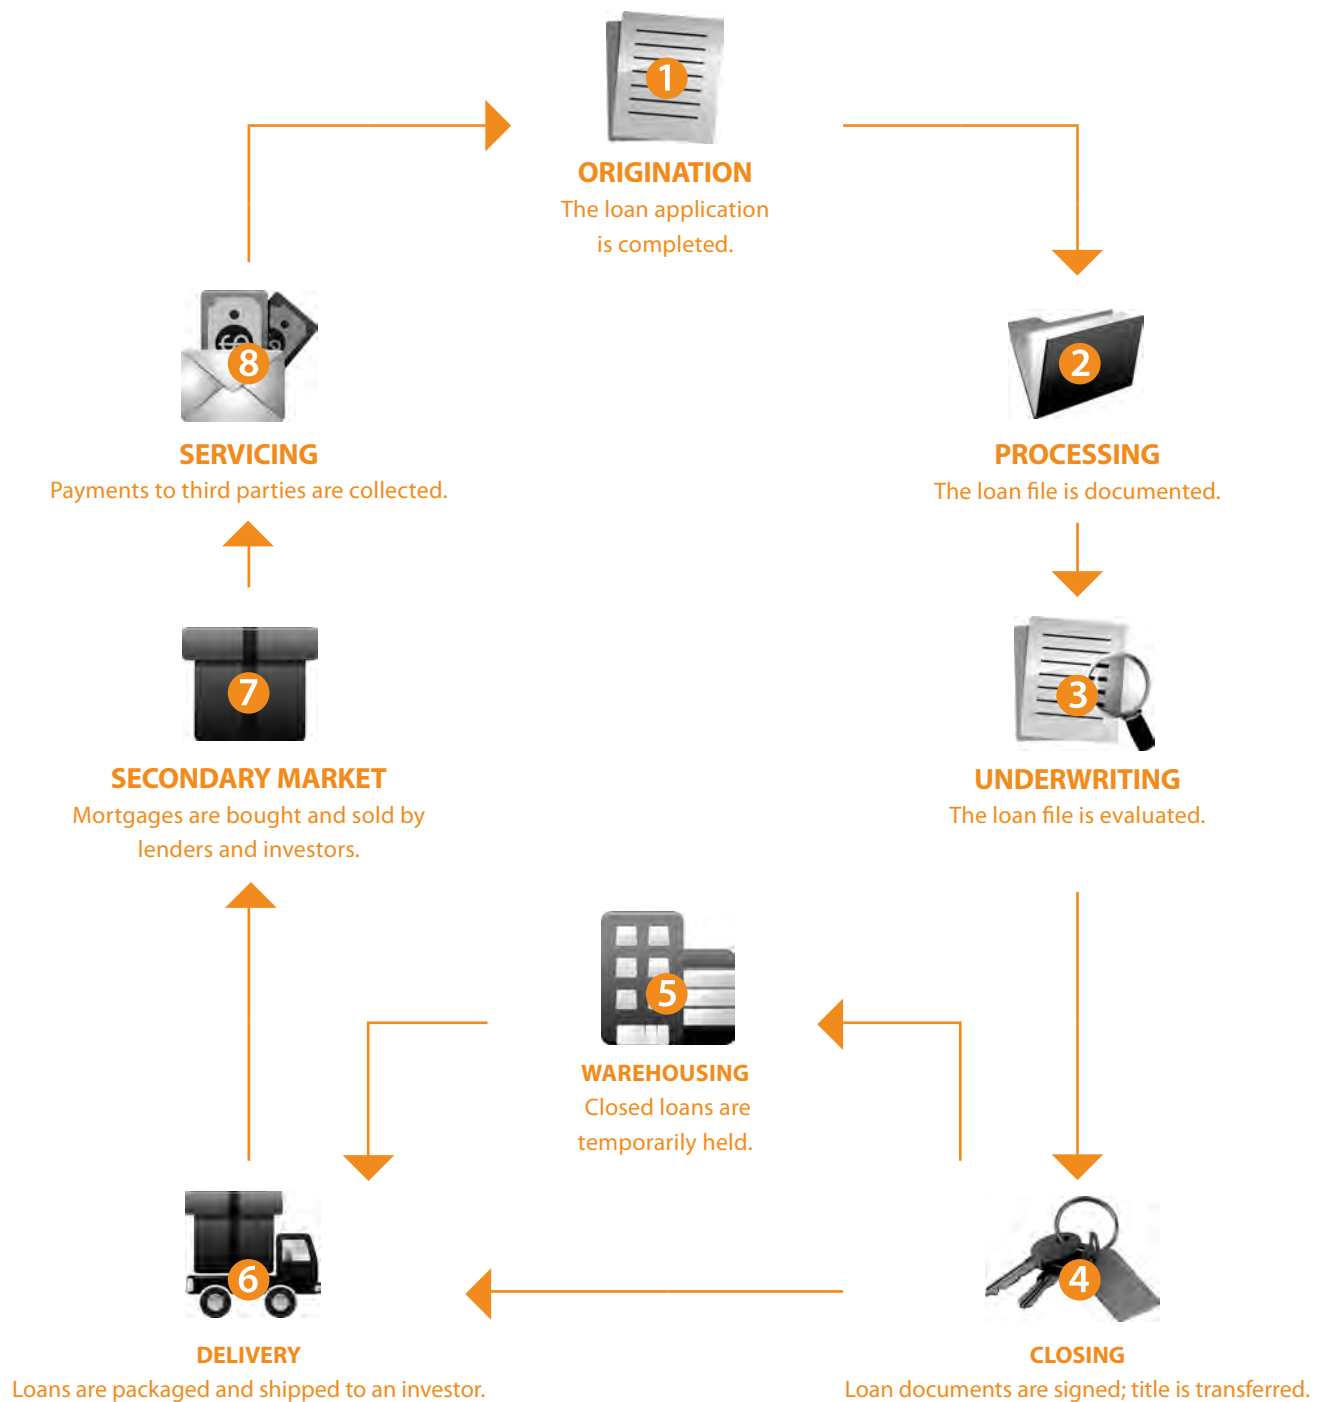 1
ORIGINATION
The loan application
is completed.
2
PROCESSING
The loan file is documented.
3
UNDERWRITING
The loan file is evaluated.
4
CLOSING
Loan documents are signed; title is transferred.
5
WAREHOUSING
Closed loans are
temporarily held.
6
DELIVERY
Loans are packaged and shipped to an investor.
7
SECONDARY MARKET
Mortgages are bought and sold by
lenders and investors.
8
SERVICING
Payments to third parties are collected.